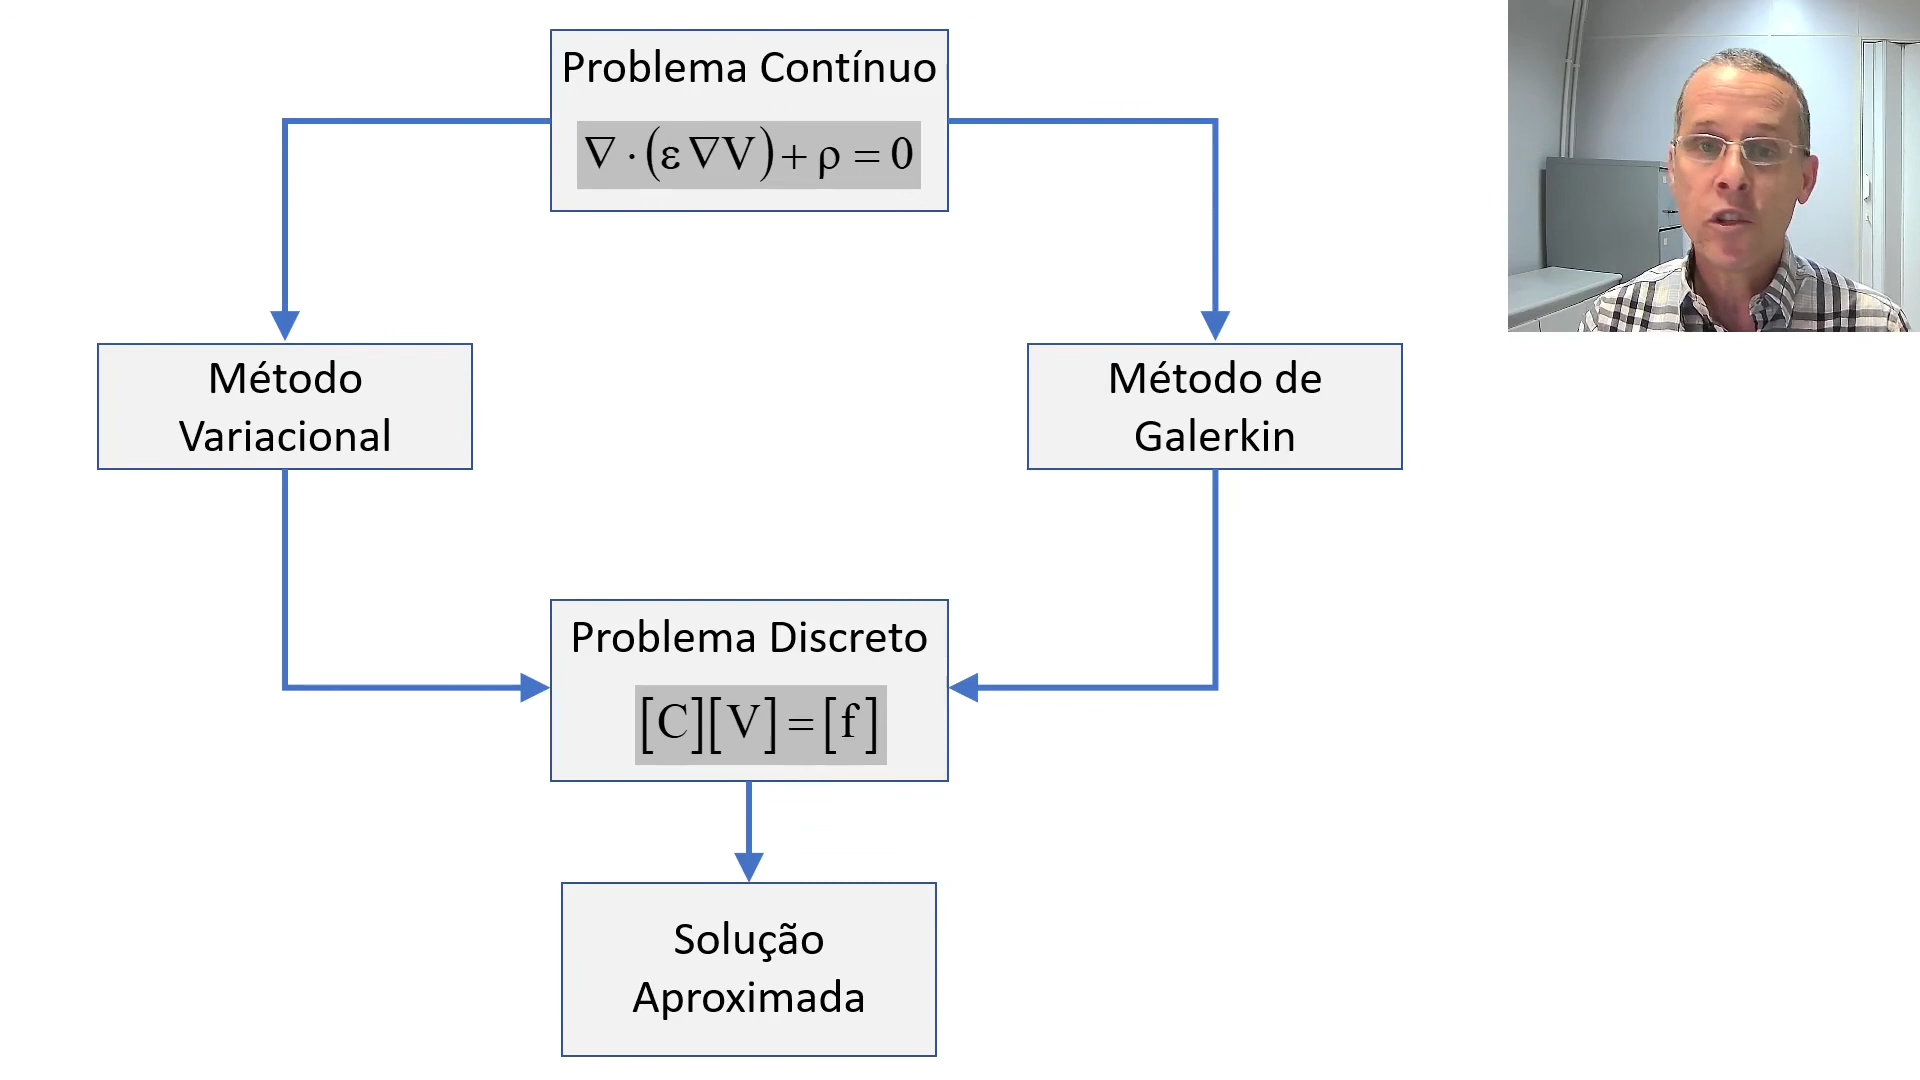 Problema Contínuo
∇ · (ε ∇V) + ρ = 0
Método
Variacional
Método de
Galerkin
Problema Discreto
[C][V] = [f]
Solução
Aproximada